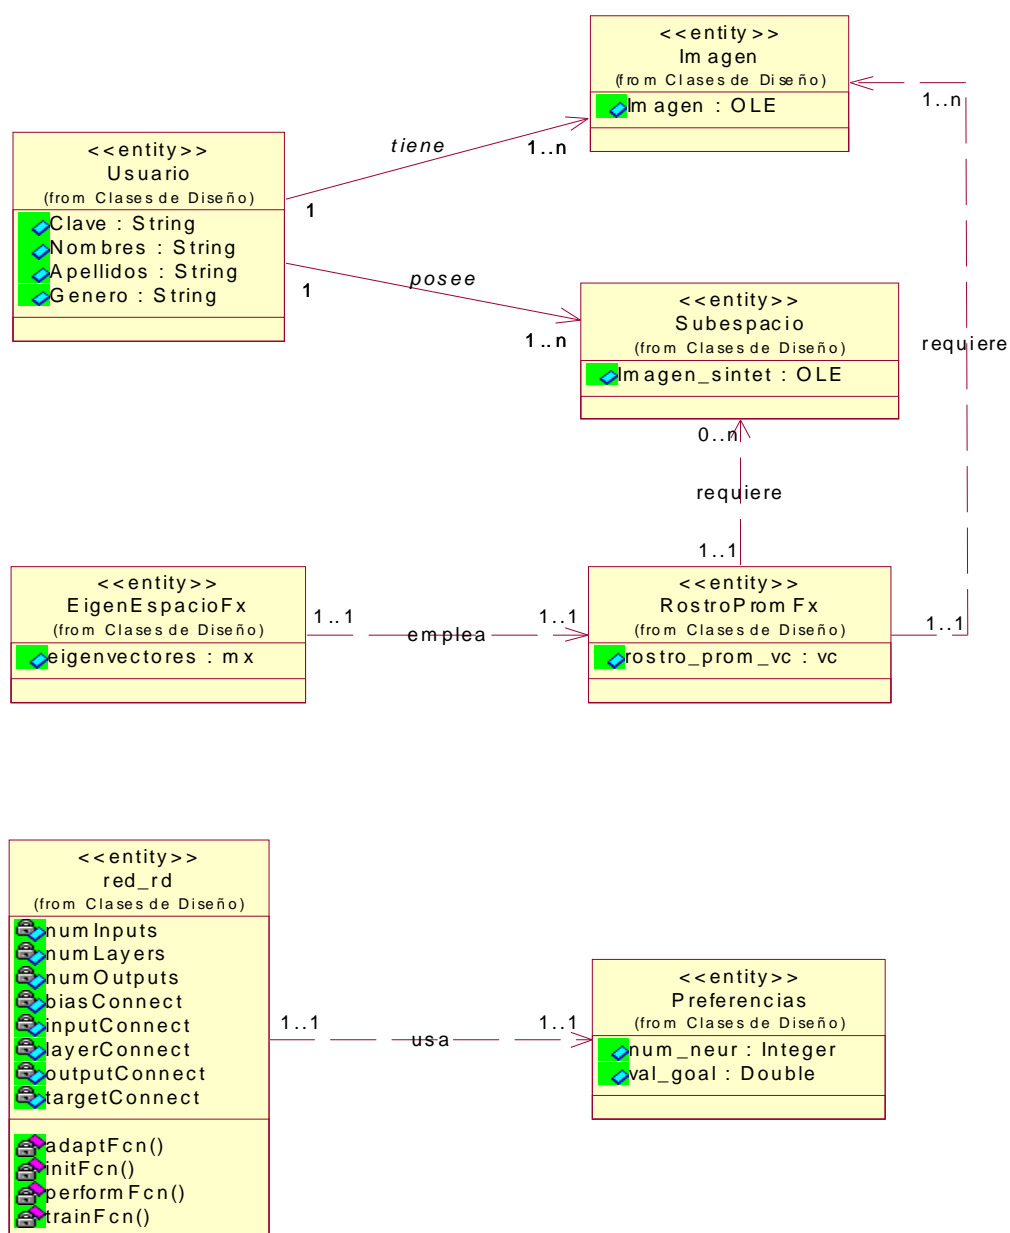 <<entity>>
Imagen
(from Clases de Diseño)
Imagen : OLE
1..n
tiene
1..n
1
<<entity>>
Usuario
(from Clases de Diseño)
Clave : String
Nombres : String
Apellidos : String
Genero : String
1
posee
1..n
<<entity>>
Subespacio
(from Clases de Diseño)
Imagen_sintet : OLE
requiere
0..n
requiere
1..1
<<entity>>
EigenEspacioFx
(from Clases de Diseño)
eigenvectores : mx
1..1
emplea
1..1
<<entity>>
RostroPromFx
(from Clases de Diseño)
rostro_prom_vc : vc
1..1
<<entity>>
red_rd
(from Clases de Diseño)
numInputs
numLayers
numOutputs
biasConnect
inputConnect
layerConnect
outputConnect
targetConnect
adaptFcn()
initFcn()
performFcn()
trainFcn()
1..1
usa
1..1
<<entity>>
Preferencias
(from Clases de Diseño)
num_neur : Integer
val_goal : Double